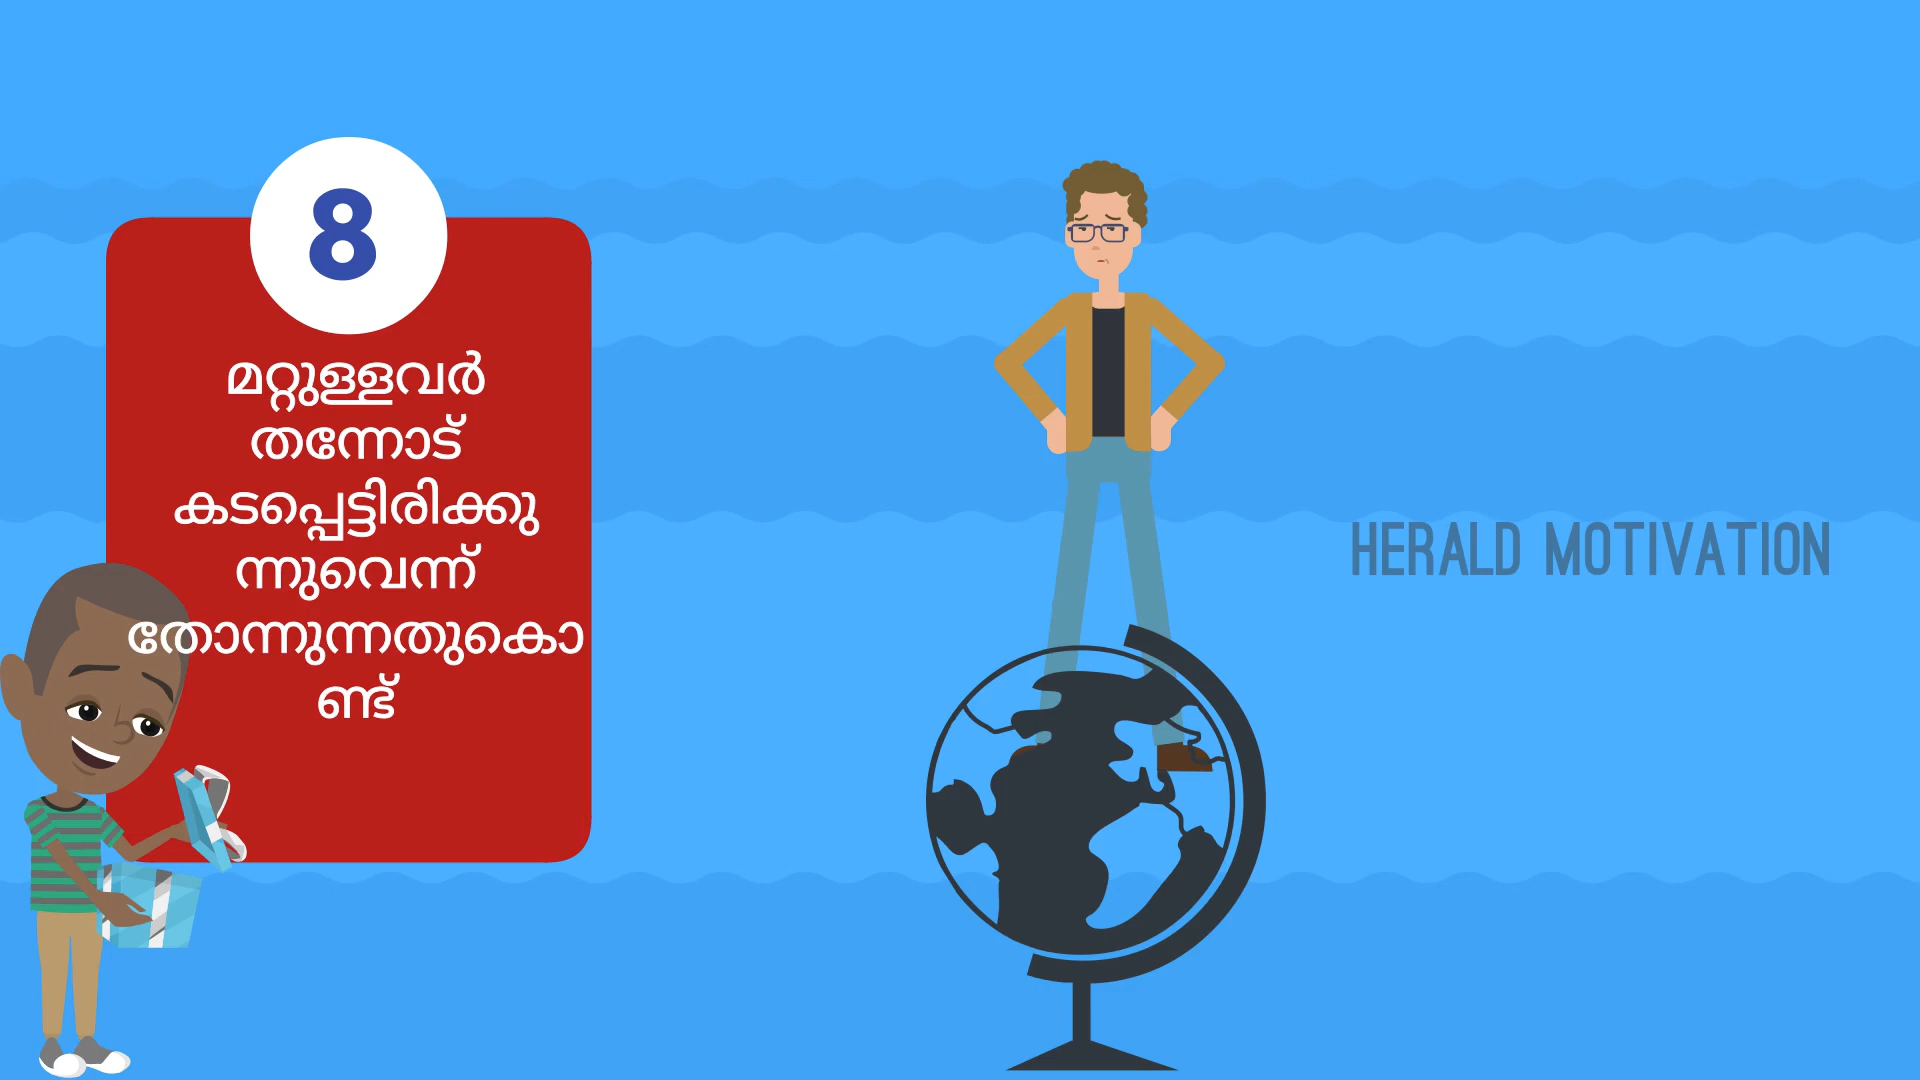 8
മറ്റുള്ളവർ
തന്നോട്
കടപ്പെട്ടിരിക്കു
ന്നുവെന്ന്
തോന്നുന്നതുകൊ
ണ്ട്
HERALD MOTIVATION